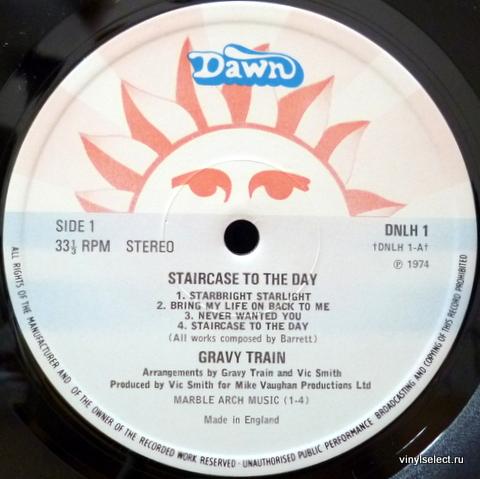 Dawn
SIDE 1
33⅓ RPM STEREO
DNLH 1
†DNLH 1-A†
℗ 1974
STAIRCASE TO THE DAY
1. STARBRIGHT STARLIGHT
2. BRING MY LIFE ON BACK TO ME
3. NEVER WANTED YOU
4. STAIRCASE TO THE DAY
(All works composed by Barrett)
GRAVY TRAIN
Arrangements by Gravy Train and Vic Smith
Produced by Vic Smith for Mike Vaughan Productions Ltd
MARBLE ARCH MUSIC (1-4)
Made in England
ALL RIGHTS OF THE MANUFACTURER AND OF THE OWNER OF THE RECORDED WORK RESERVED · UNAUTHORISED PUBLIC PERFORMANCE BROADCASTING AND COPYING OF THIS RECORD PROHIBITED
vinylselect.ru